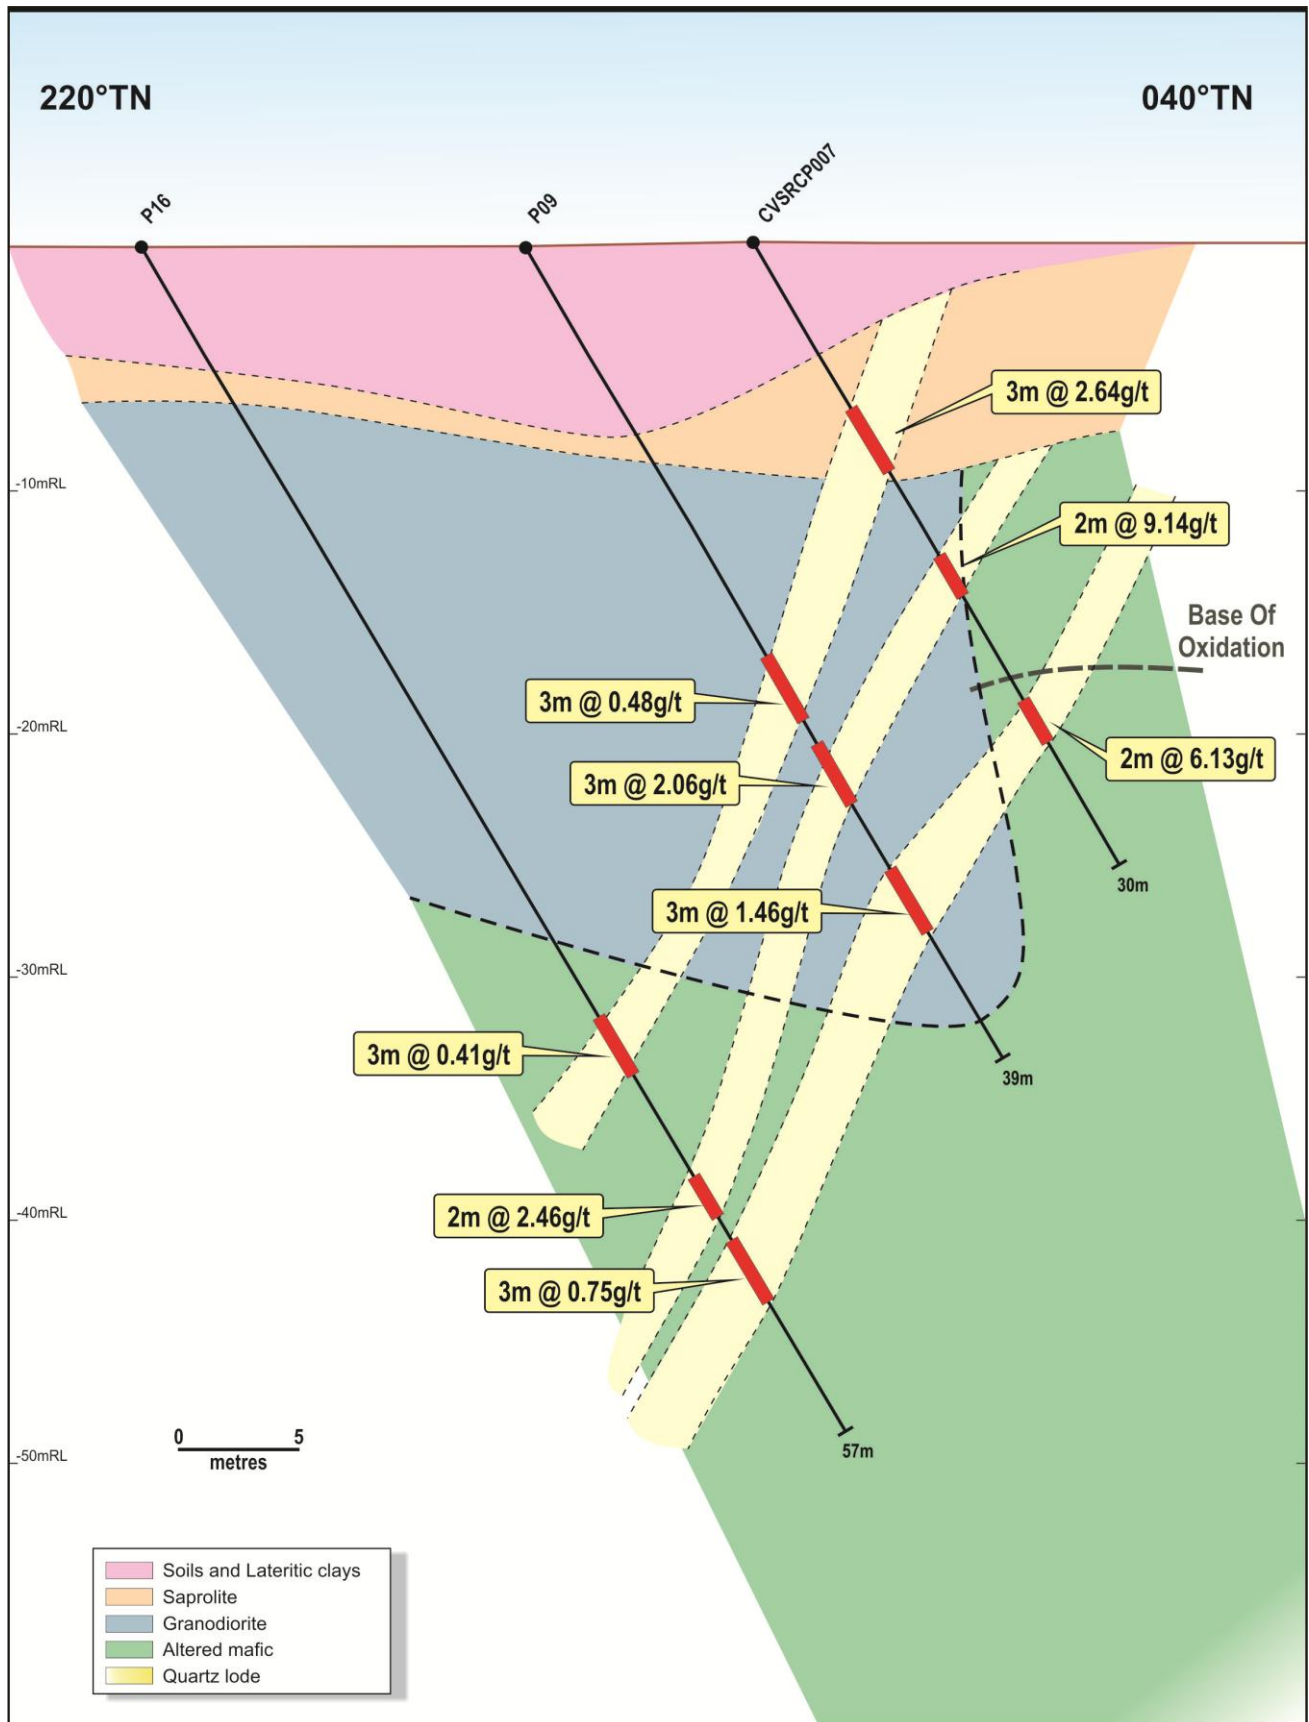 220°TN
040°TN
P16
P09
CVSRCP007
3m @ 2.64g/t
-10mRL
2m @ 9.14g/t
Base Of
Oxidation
3m @ 0.48g/t
-20mRL
2m @ 6.13g/t
3m @ 2.06g/t
30m
3m @ 1.46g/t
-30mRL
3m @ 0.41g/t
39m
2m @ 2.46g/t
-40mRL
3m @ 0.75g/t
0 5
metres
57m
-50mRL
Soils and Lateritic clays
Saprolite
Granodiorite
Altered mafic
Quartz lode